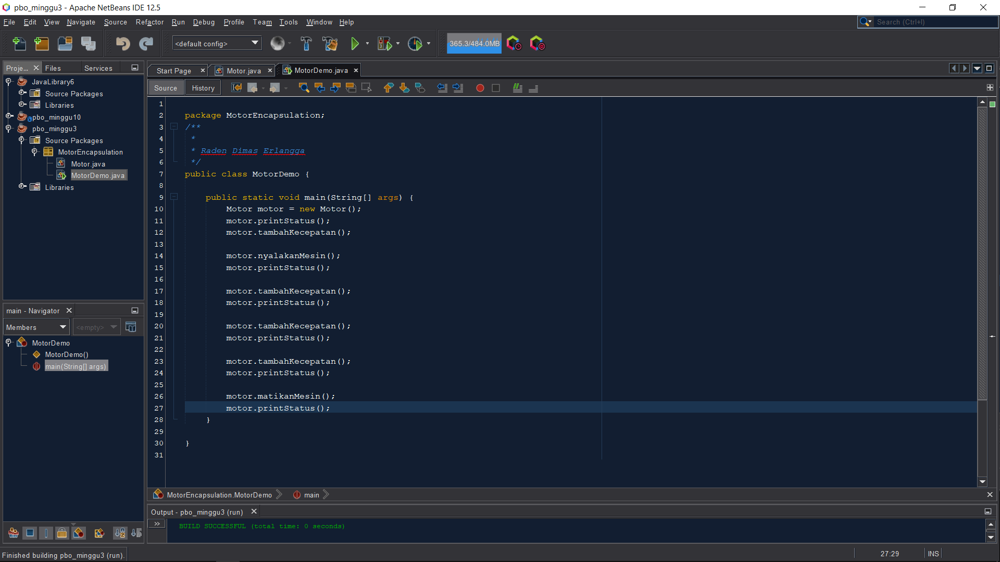 pbo_minggu3 - Apache NetBeans IDE 12.5
File Edit View Navigate Source Refactor Run Debug Profile Team Tools Window Help
Search (Ctrl+I)
<default config>
365.3/484.0MB
Proje... Files Services
JavaLibrary6
Source Packages
Libraries
pbo_minggu10
pbo_minggu3
Source Packages
MotorEncapsulation
Motor.java
MotorDemo.java
Libraries
main - Navigator
Members
<empty>
MotorDemo
MotorDemo()
main(String[] args)
Start Page Motor.java MotorDemo.java
Source History
1
2 package MotorEncapsulation;
3 /**
4 *
5 * Raden Dimas Erlangga
6 */
7 public class MotorDemo {
8
9 public static void main(String[] args) {
10 Motor motor = new Motor();
11 motor.printStatus();
12 motor.tambahKecepatan();
13
14 motor.nyalakanMesin();
15 motor.printStatus();
16
17 motor.tambahKecepatan();
18 motor.printStatus();
19
20 motor.tambahKecepatan();
21 motor.printStatus();
22
23 motor.tambahKecepatan();
24 motor.printStatus();
25
26 motor.matikanMesin();
27 motor.printStatus();
28 }
29
30 }
31
MotorEncapsulation.MotorDemo main
Output - pbo_minggu3 (run)
BUILD SUCCESSFUL (total time: 0 seconds)
Finished building pbo_minggu3 (run).
27:29 INS